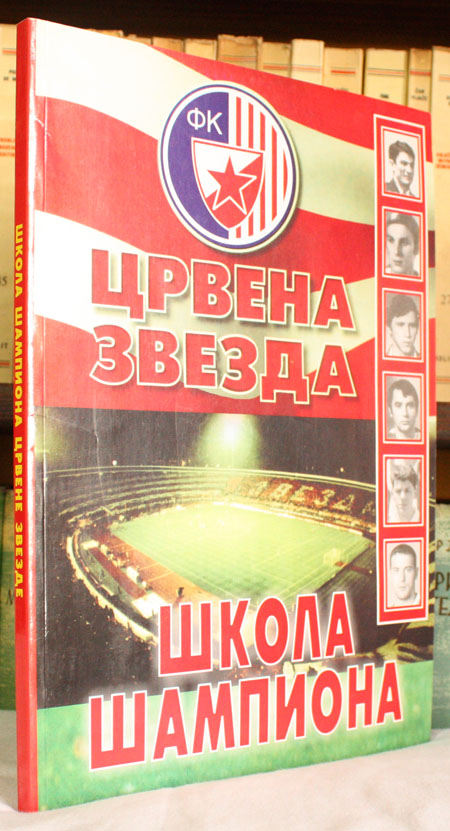 ФК
ЦРВЕНА
ЗВЕЗДА
ШКОЛА
ШАМПИОНА
ШКОЛА ШАМПИОНА ЦРВЕНЕ ЗВЕЗДЕ